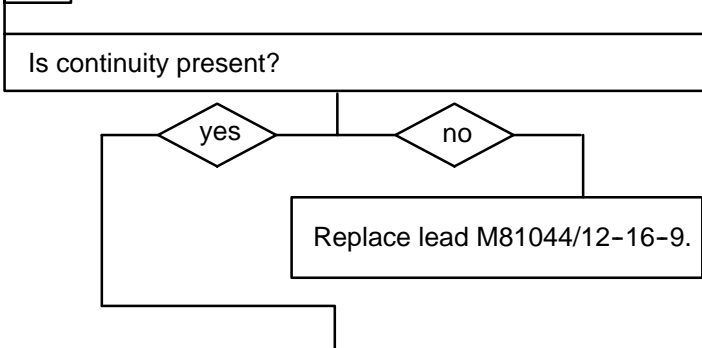 Is continuity present?
yes
no
Replace lead M81044/12-16-9.